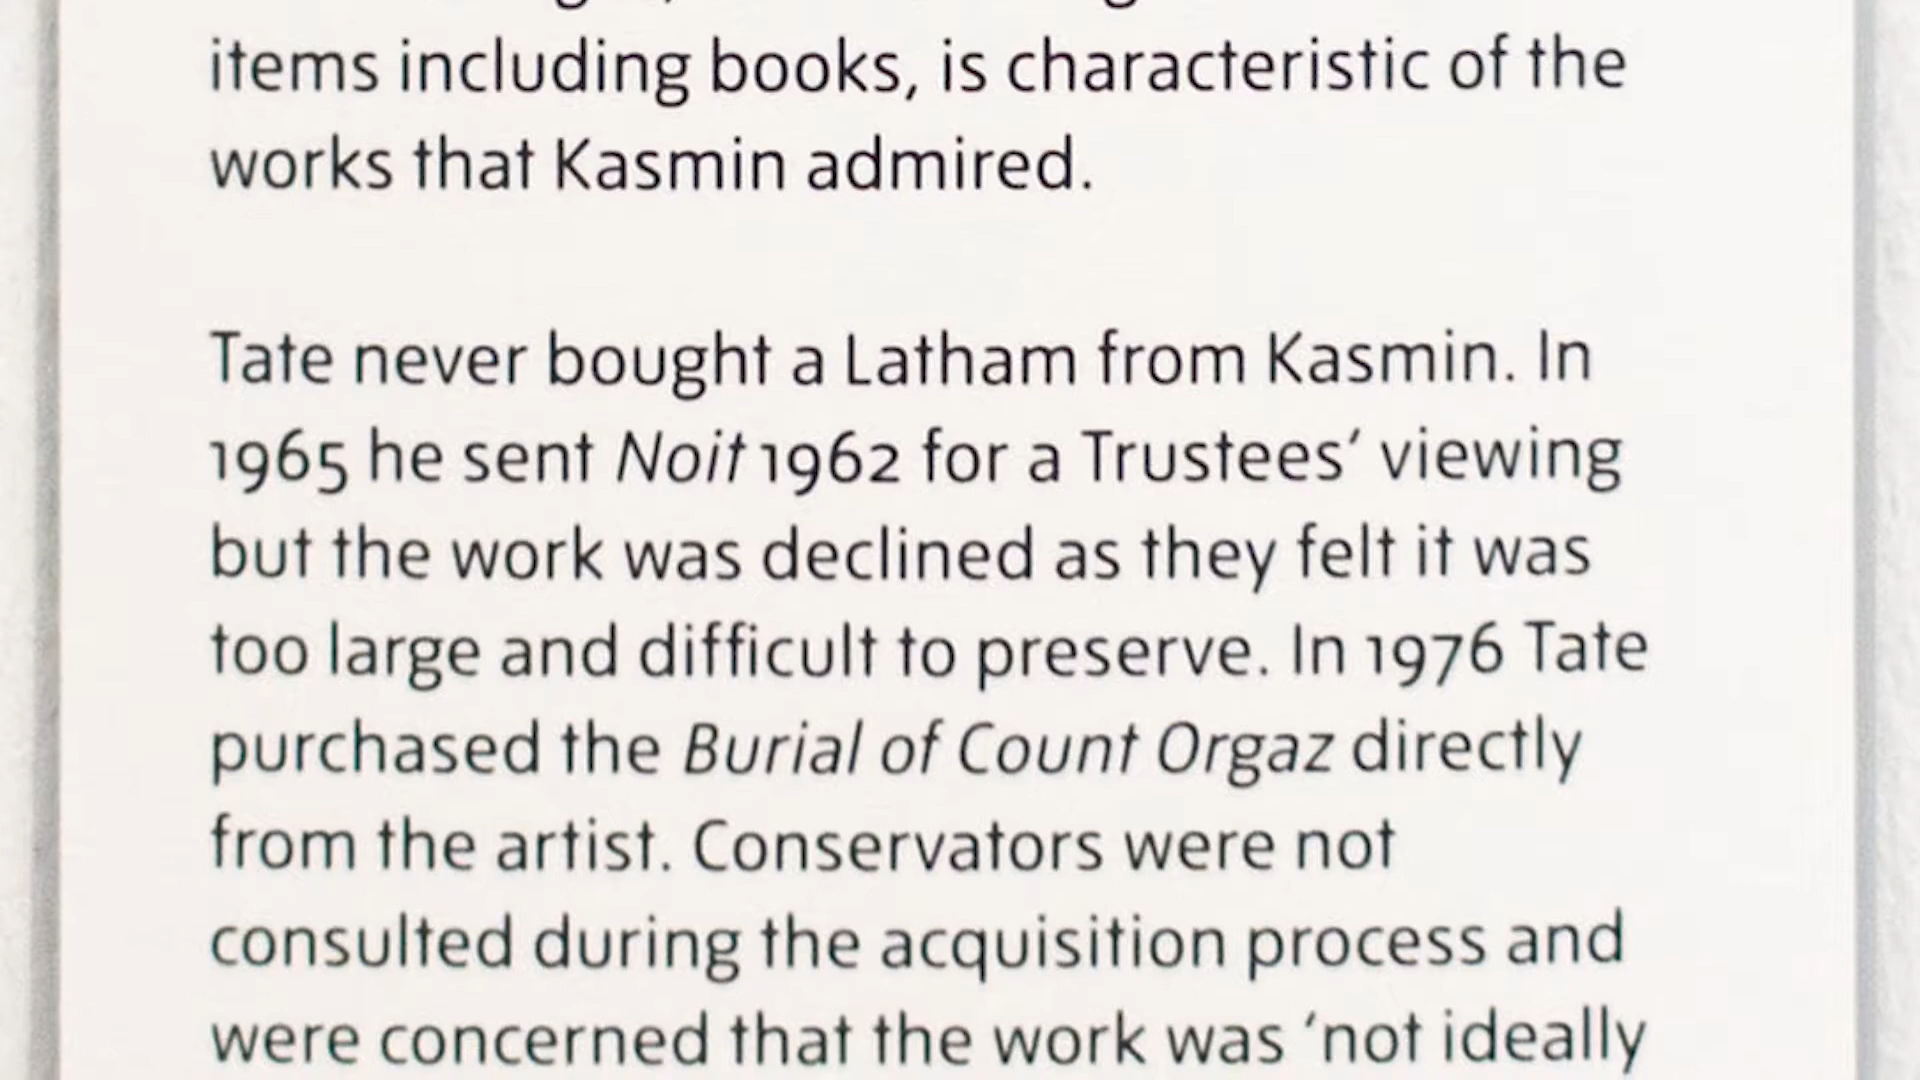 items including books, is characteristic of the
works that Kasmin admired.
Tate never bought a Latham from Kasmin. In
1965 he sent Noit 1962 for a Trustees’ viewing
but the work was declined as they felt it was
too large and difficult to preserve. In 1976 Tate
purchased the Burial of Count Orgaz directly
from the artist. Conservators were not
consulted during the acquisition process and
were concerned that the work was ‘not ideally